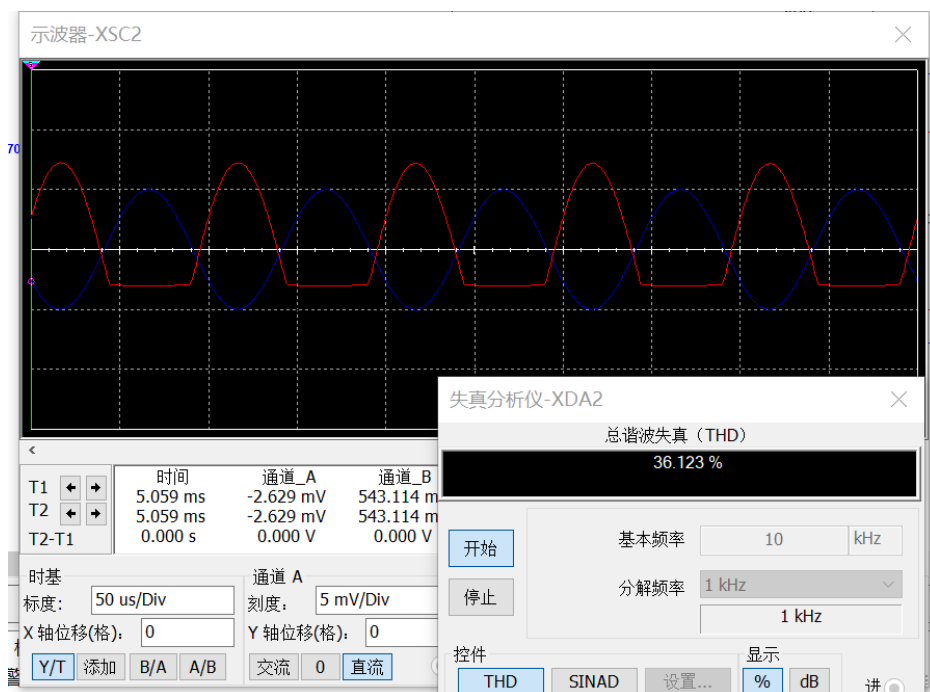 示波器-XSC2
70
时间 通道_A 通道_B
T1 5.059 ms -2.629 mV 543.114 m
T2 5.059 ms -2.629 mV 543.114 m
T2-T1 0.000 s 0.000 V 0.000 V
时基
标度: 50 us/Div
X 轴位移(格): 0
Y/T 添加 B/A A/B
通道 A
刻度: 5 mV/Div
Y 轴位移(格): 0
交流 0 直流
失真分析仪-XDA2
总谐波失真（THD）
36.123 %
开始
停止
基本频率 10 kHz
分解频率 1 kHz
1 kHz
控件
THD SINAD 设置...
显示
% dB
进